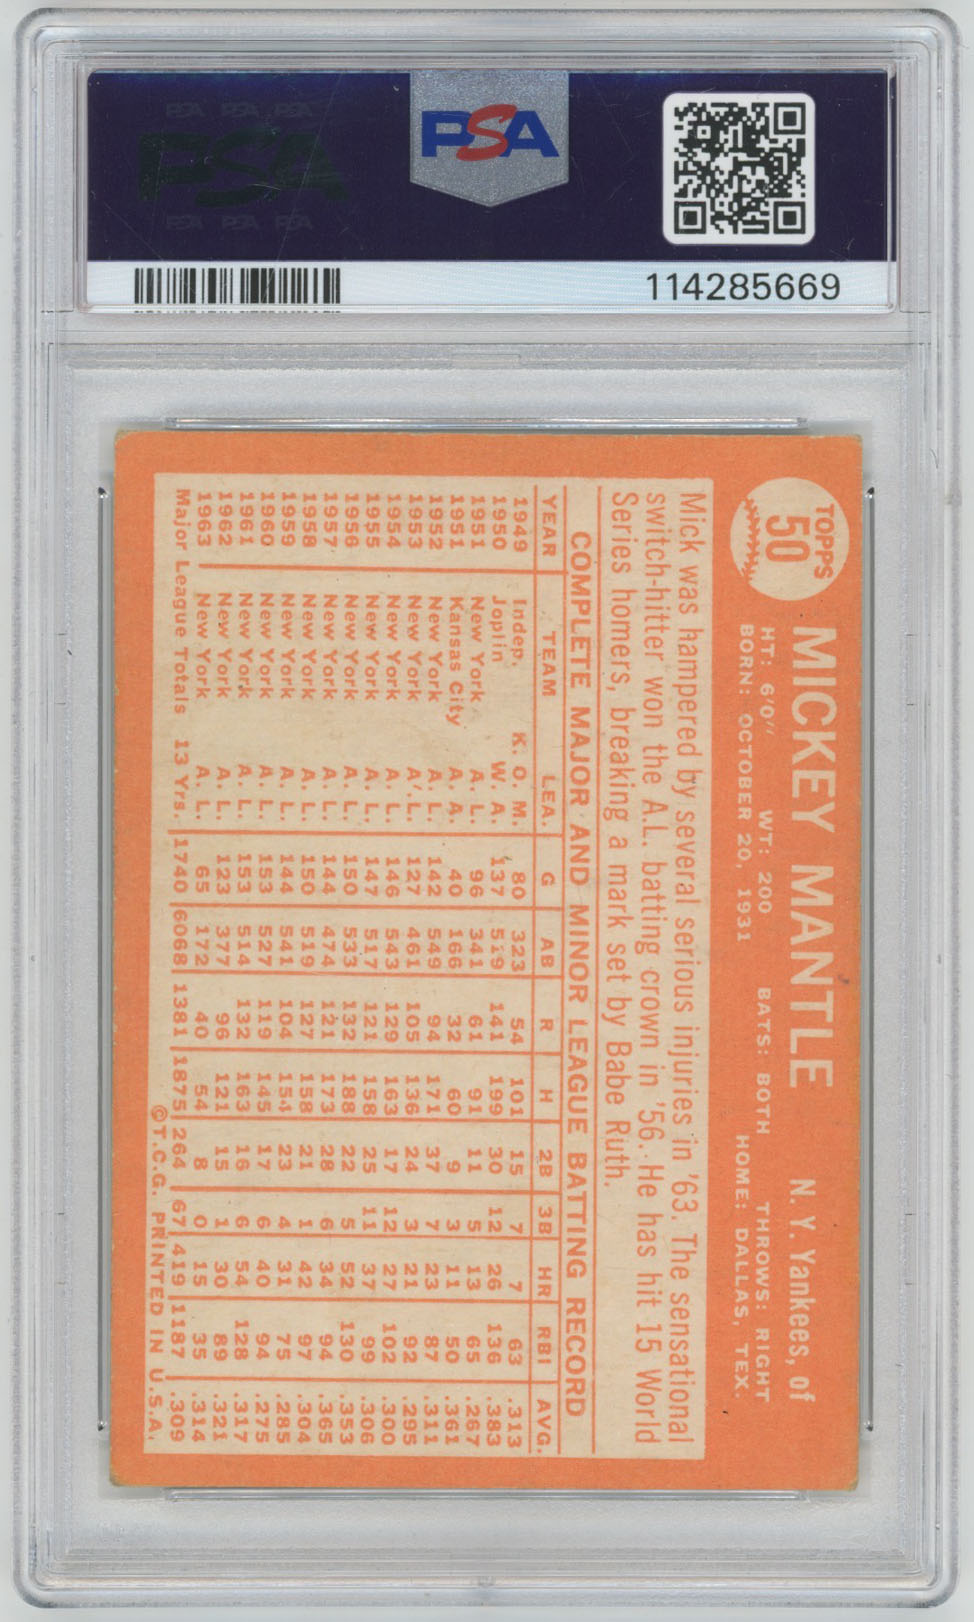 PSA PSA PSA
PSA
PSA PSA PSA
PSA
114285669
TOPPS
50
MICKEY MANTLE N. Y. Yankees, of
HT: 6'0" WT: 200 BATS: BOTH THROWS: RIGHT
BORN: OCTOBER 20, 1931 HOME: DALLAS, TEX.
Mick was hampered by several serious injuries in '63. The sensational
switch-hitter won the A.L. batting crown in '56. He has hit 15 World
Series homers, breaking a mark set by Babe Ruth.
COMPLETE MAJOR AND MINOR LEAGUE BATTING RECORD
YEAR TEAM LEA G AB R H 2B 3B HR RBI AVG.
1949 Indep. K. O. M. 80 323 54 101 15 7 7 63 .313
1950 Joplin W. A. 137 519 141 199 30 12 26 136 .383
1951 New York A. L. 96 341 61 91 11 5 13 65 .267
1951 Kansas City A. A. 40 166 32 60 9 3 11 50 .361
1952 New York A. L. 142 549 94 171 37 7 23 87 .311
1953 New York A. L. 127 461 105 136 24 3 21 92 .295
1954 New York A. L. 146 543 129 163 17 12 27 102 .300
1955 New York A. L. 147 517 121 158 25 11 37 99 .306
1956 New York A. L. 150 533 132 188 22 5 52 130 .353
1957 New York A. L. 144 474 121 173 28 6 34 94 .365
1958 New York A. L. 150 519 127 158 21 1 42 97 .304
1959 New York A. L. 144 541 104 154 23 4 31 75 .285
1960 New York A. L. 153 527 119 145 17 6 40 94 .275
1961 New York A. L. 153 514 132 163 16 6 54 128 .317
1962 New York A. L. 123 377 96 121 15 1 30 89 .321
1963 New York A. L. 65 172 40 54 8 0 15 35 .314
Major League Totals 13 Yrs. 1740 6068 1381 1875 264 67 419 1187 .309
©T.C.G. PRINTED IN U.S.A.